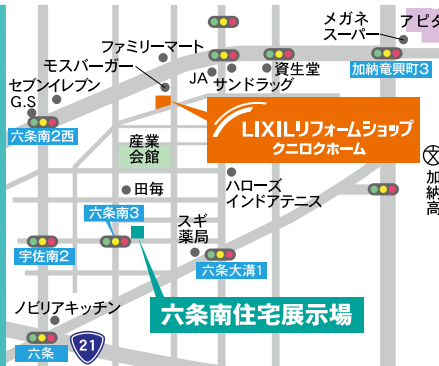 メガネ
スーパー
アピタ
ファミリーマート
モスバーガー
JA
サンドラッグ
資生堂
加納竜興町3
セブンイレブン
G.S
六条南2西
LIXILリフォームショップ
クニロクホーム
産業
会館
田毎
ハローズ
インドアテニス
加納高
六条南3
スギ
薬局
宇佐南2
六条大溝1
ノビリアキッチン
六条南住宅展示場
六条
21